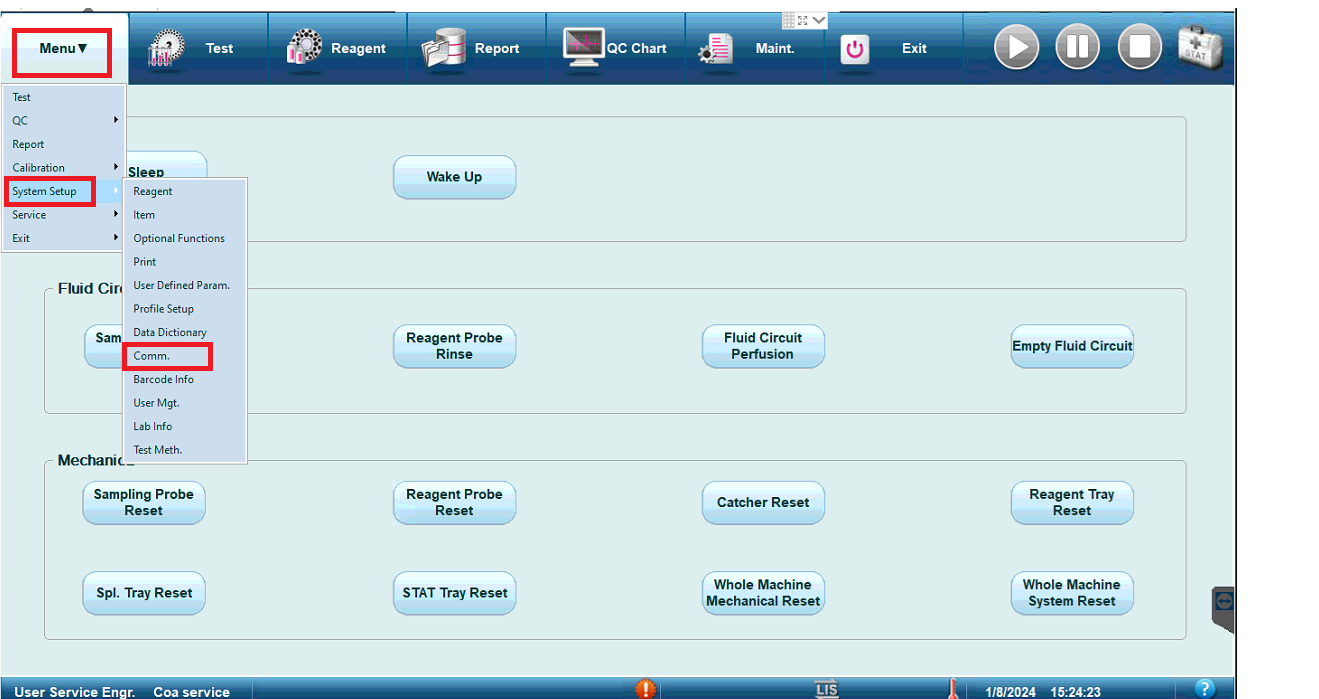 Menu▼
Test
Reagent
Report
QC Chart
Maint.
Exit
STAT
Test
QC
Report
Calibration
System Setup
Service
Exit
Reagent
Item
Optional Functions
Print
User Defined Param.
Profile Setup
Data Dictionary
Comm.
Barcode Info
User Mgt.
Lab Info
Test Meth.
Sleep
Wake Up
Fluid Circ
Sam
Reagent Probe
Rinse
Fluid Circuit
Perfusion
Empty Fluid Circuit
Mechanica
Sampling Probe
Reset
Reagent Probe
Reset
Catcher Reset
Reagent Tray
Reset
Spl. Tray Reset
STAT Tray Reset
Whole Machine
Mechanical Reset
Whole Machine
System Reset
User Service Engr. Coa service
LIS
1/8/2024 15:24:23